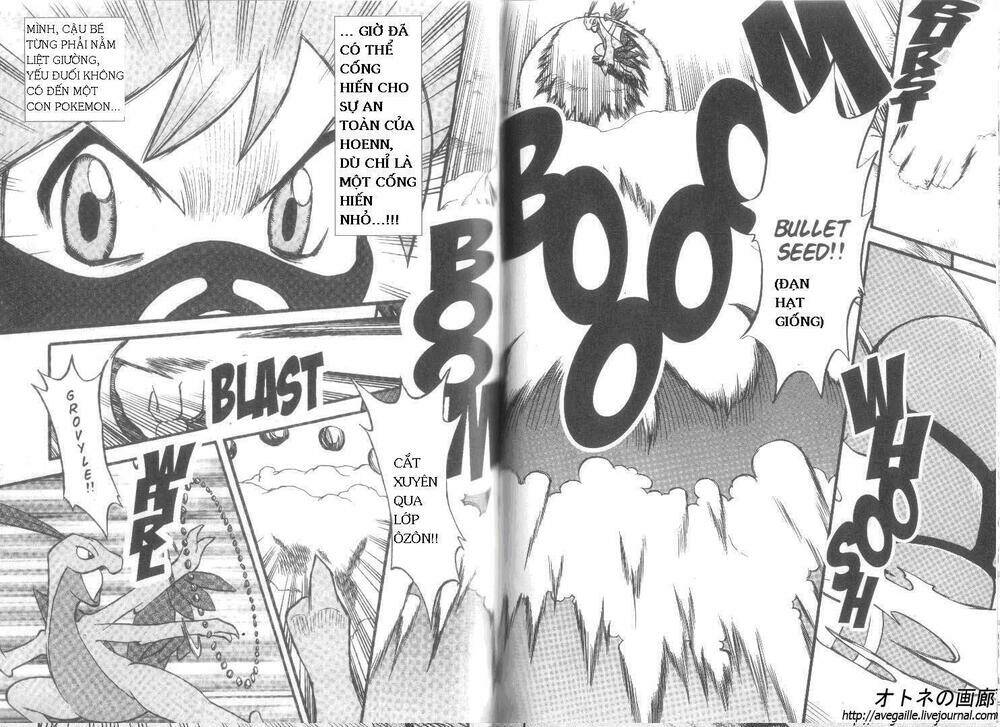 MÌNH, CẬU BÉ
TỪNG PHẢI NẰM
LIỆT GIƯỜNG,
YẾU ĐUỐI KHÔNG
CÓ ĐẾN MỘT
CON POKEMON...
... GIỜ ĐÃ
CÓ THỂ
CỐNG
HIẾN CHO
SỰ AN
TOÀN CỦA
HOENN,
DÙ CHỈ LÀ
MỘT CỐNG
HIẾN
NHỎ...!!!
BLAST
GROVYLE!!
WHRL
CẮT
XUYÊN
QUA
LỚP
ÔZÔN!!
BOOM
BOOOM
BURST
BULLET
SEED!!
(ĐẠN
HẠT
GIỐNG)
WHOOSH
オトネの画廊
http://avegaille.livejournal.com